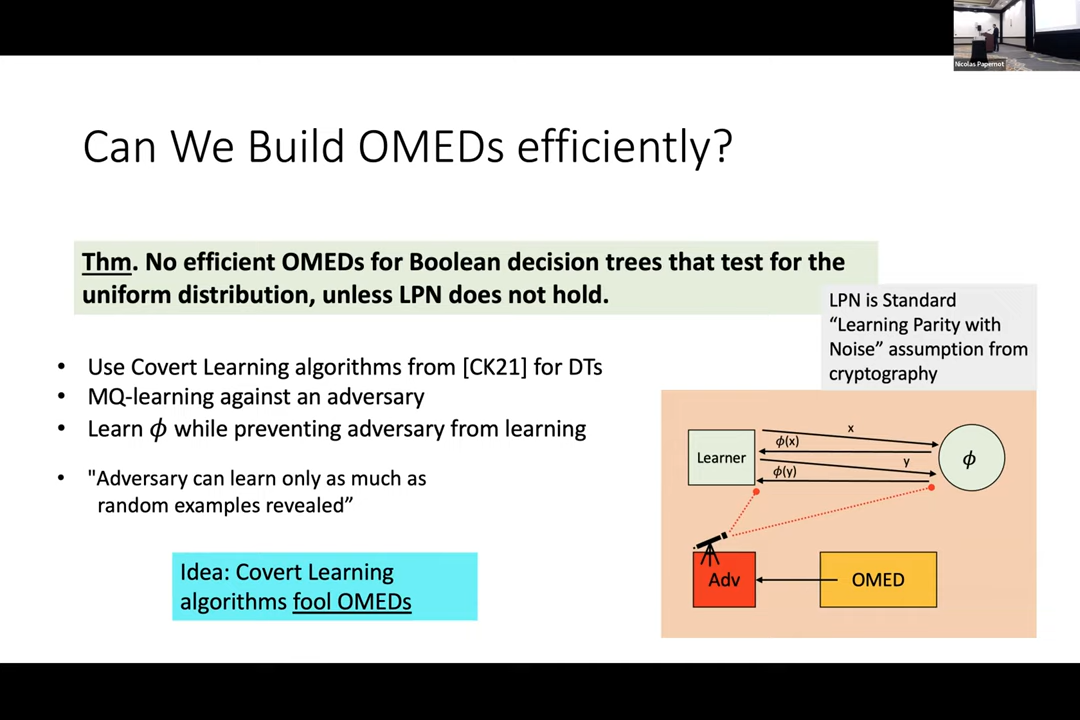 Nicolas Papernot
Can We Build OMEDs efficiently?
Thm. No efficient OMEDs for Boolean decision trees that test for the
uniform distribution, unless LPN does not hold.
LPN is Standard
“Learning Parity with
Noise” assumption from
cryptography
• Use Covert Learning algorithms from [CK21] for DTs
• MQ-learning against an adversary
• Learn ϕ while preventing adversary from learning
• "Adversary can learn only as much as
random examples revealed”
Idea: Covert Learning
algorithms fool OMEDs
Learner
x
ϕ(x)
y
ϕ(y)
ϕ
Adv
OMED